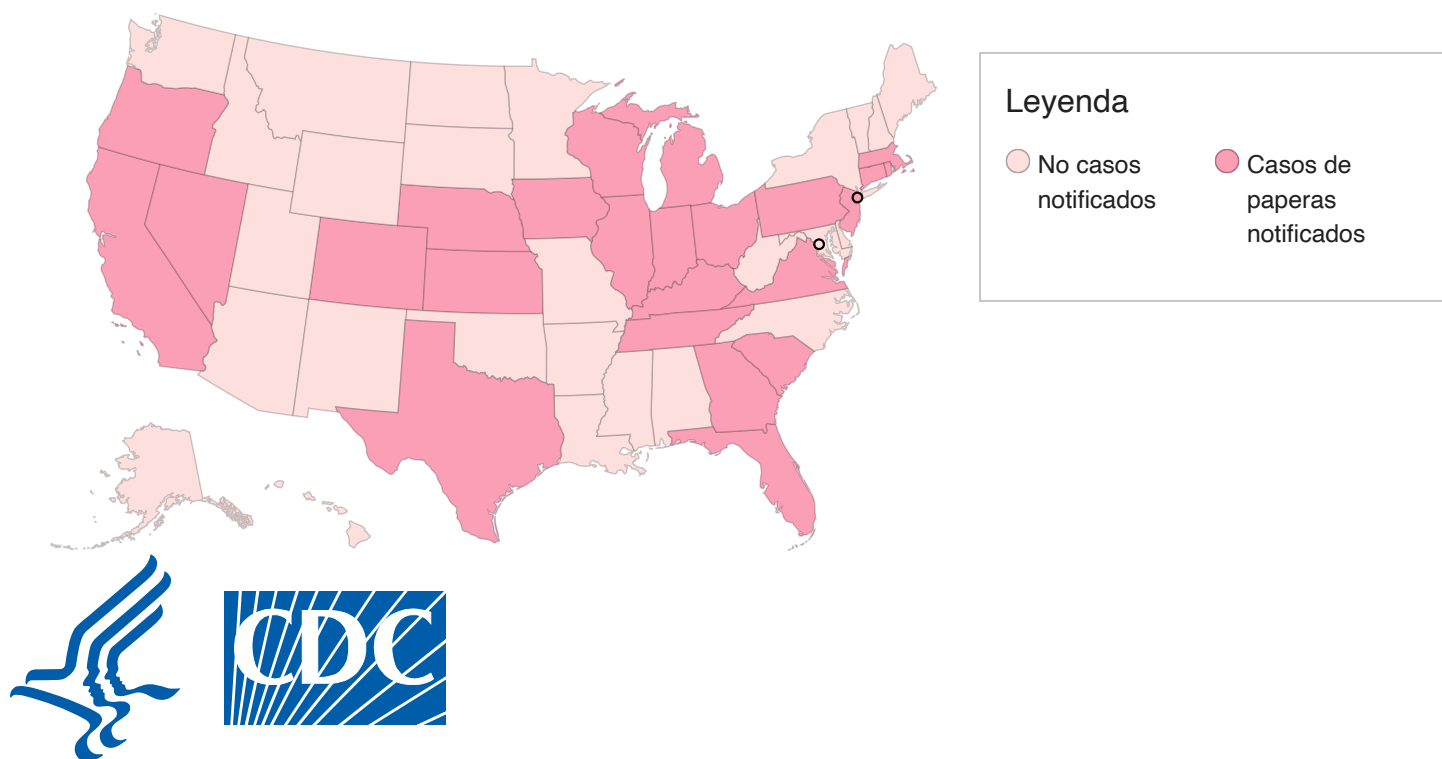 Leyenda
No casos
notificados
Casos de
paperas
notificados
CDC